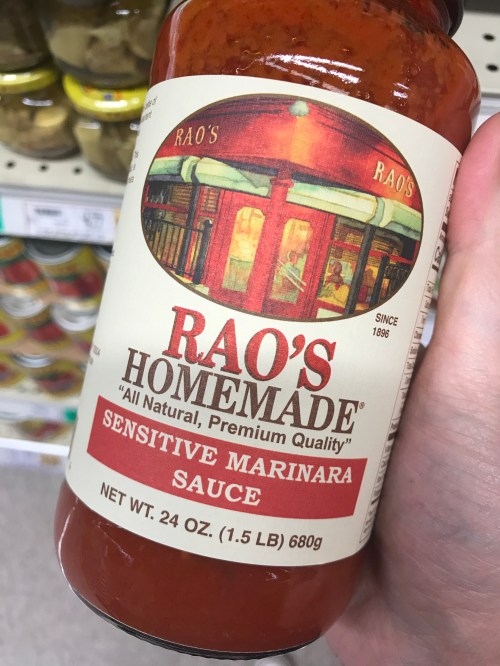 RAO'S
RAO'S
SINCE
1896
RAO'S
HOMEMADE®
"All Natural, Premium Quality"
SENSITIVE MARINARA
SAUCE
NET WT. 24 OZ. (1.5 LB) 680g